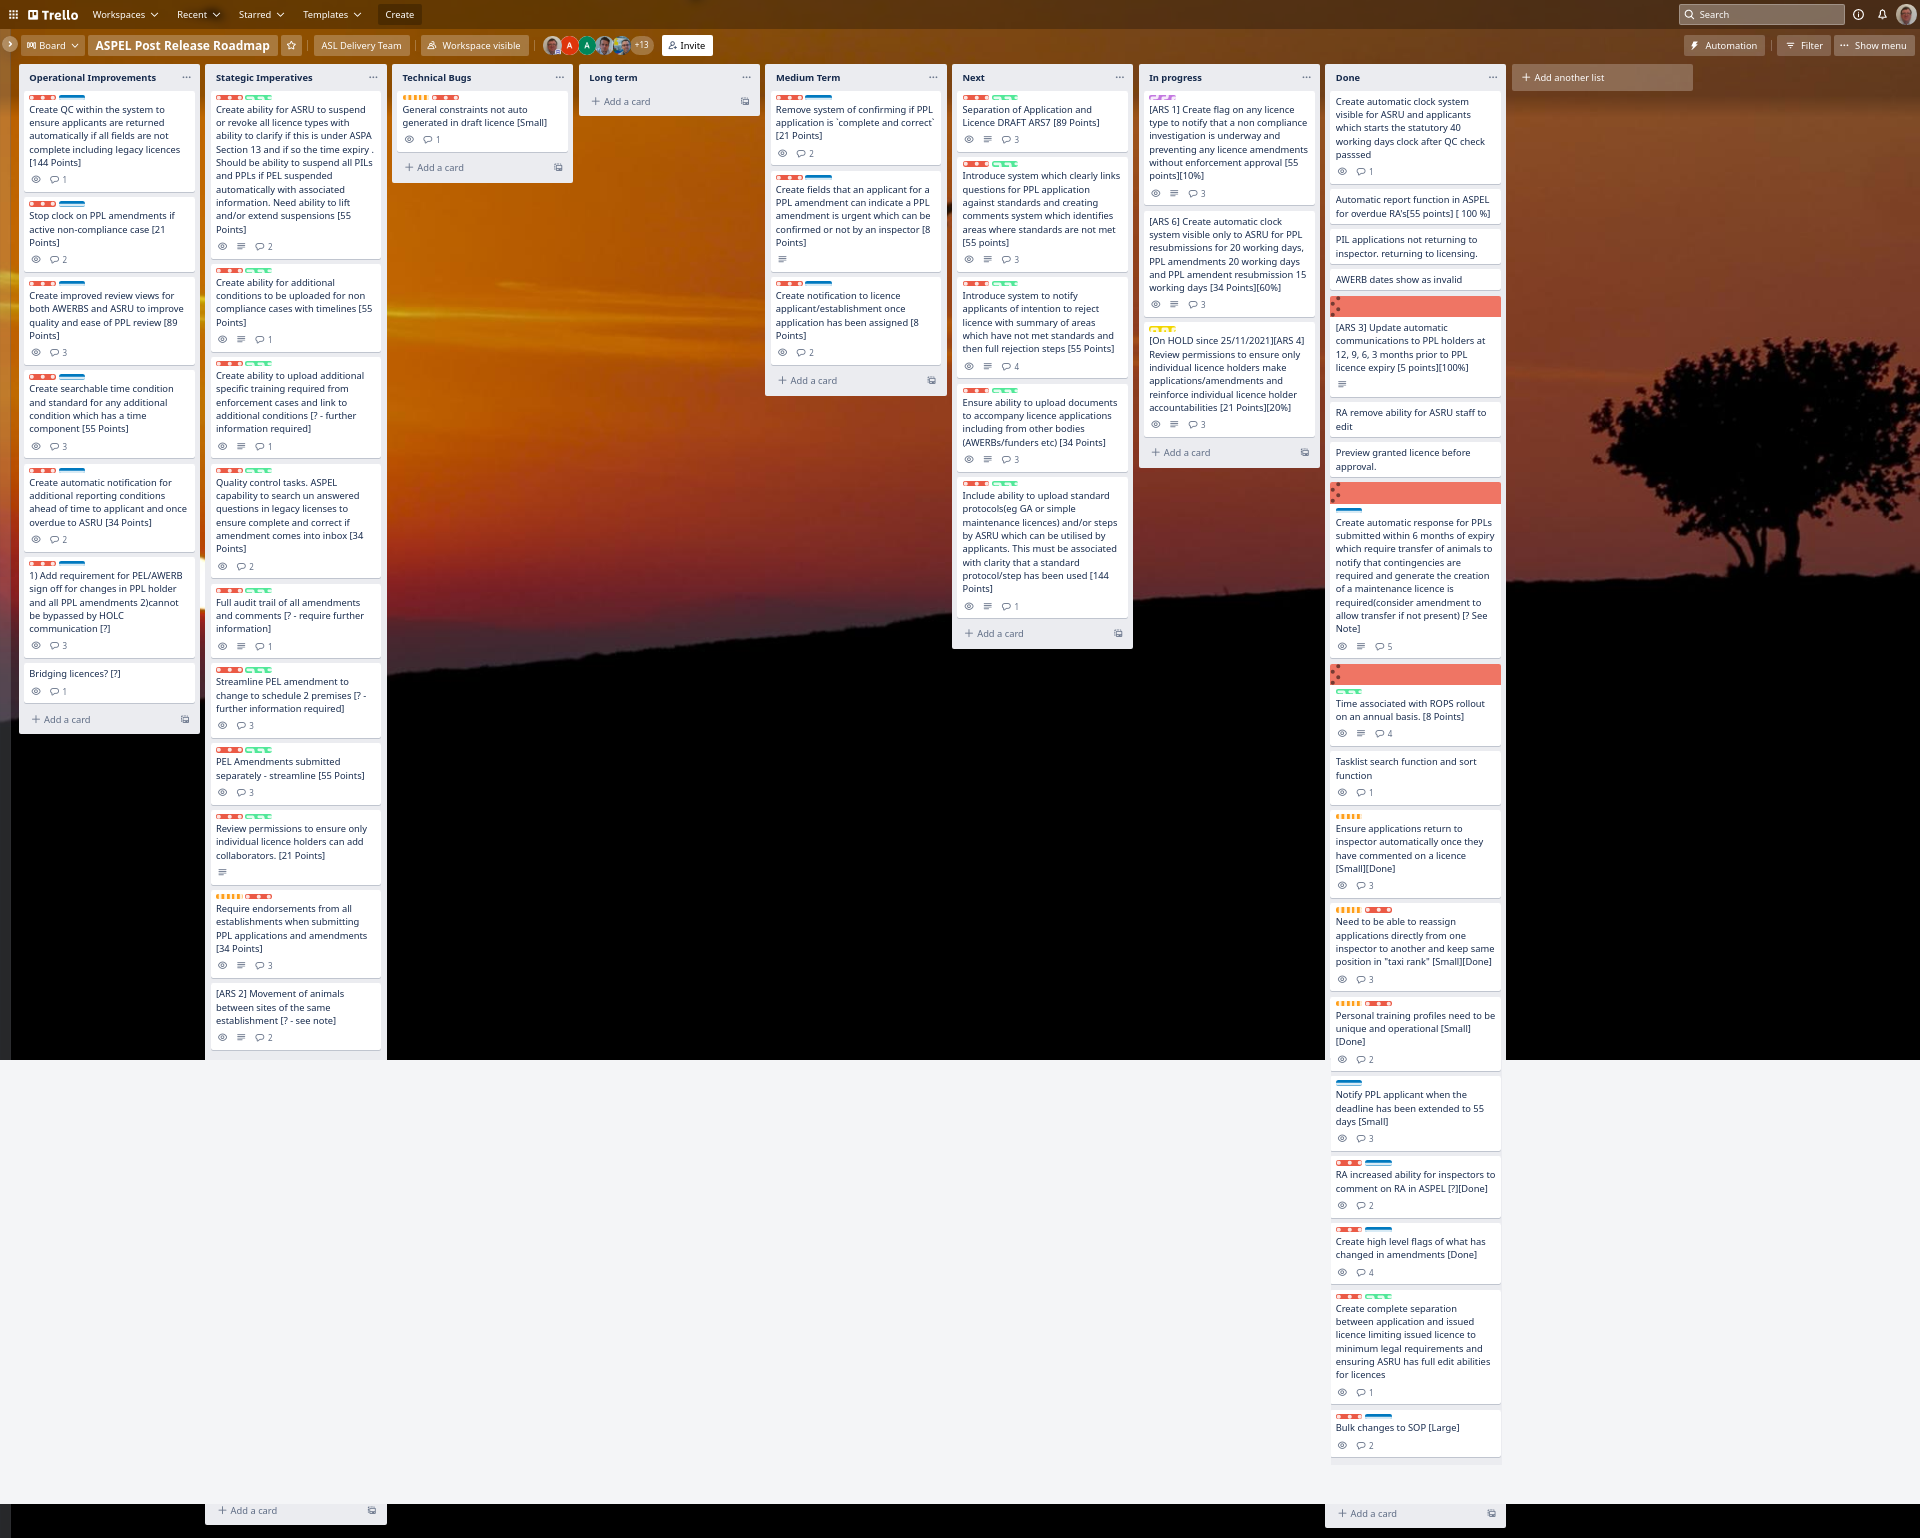 Trello
Workspaces
Recent
Starred
Templates
Create
Search
Board
ASPEL Post Release Roadmap
ASL Delivery Team
Workspace visible
A
A
+13
Invite
Automation
Filter
Show menu
Operational Improvements
Create QC within the system to
ensure applicants are returned
automatically if all fields are not
complete including legacy licences
[144 Points]
1
Stop clock on PPL amendments if
active non-compliance case [21
Points]
2
Create improved review views for
both AWERBS and ASRU to improve
quality and ease of PPL review [89
Points]
3
Create searchable time condition
and standard for any additional
condition which has a time
component [55 Points]
3
Create automatic notification for
additional reporting conditions
ahead of time to applicant and once
overdue to ASRU [34 Points]
2
1) Add requirement for PEL/AWERB
sign off for changes in PPL holder
and all PPL amendments 2)cannot
be bypassed by HOLC
communication [?]
3
Bridging licences? [?]
1
Add a card
Stategic Imperatives
Create ability for ASRU to suspend
or revoke all licence types with
ability to clarify if this is under ASPA
Section 13 and if so the time expiry .
Should be ability to suspend all PILs
and PPLs if PEL suspended
automatically with associated
information. Need ability to lift
and/or extend suspensions [55
Points]
2
Create ability for additional
conditions to be uploaded for non
compliance cases with timelines [55
Points]
1
Create ability to upload additional
specific training required from
enforcement cases and link to
additional conditions [? - further
information required]
1
Quality control tasks. ASPEL
capability to search un answered
questions in legacy licences to
ensure complete and correct if
amendment comes into inbox [34
Points]
2
Full audit trail of all amendments
and comments [? - require further
information]
1
Streamline PEL amendment to
change to schedule 2 premises [? -
further information required]
3
PEL Amendments submitted
separately - streamline [55 Points]
3
Review permissions to ensure only
individual licence holders can add
collaborators. [21 Points]
Require endorsements from all
establishments when submitting
PPL applications and amendments
[34 Points]
3
[ARS 2] Movement of animals
between sites of the same
establishment [? - see note]
2
Add a card
Technical Bugs
General constraints not auto
generated in draft licence [Small]
1
Add a card
Long term
Add a card
Medium Term
Remove system of confirming if PPL
application is `complete and correct`
[21 Points]
2
Create fields that an applicant for a
PPL amendment can indicate a PPL
amendment is urgent which can be
confirmed or not by an inspector [8
Points]
Create notification to licence
applicant/establishment once
application has been assigned [8
Points]
2
Add a card
Next
Separation of Application and
Licence DRAFT ARS7 [89 Points]
3
Introduce system which clearly links
questions for PPL application
against standards and creating
comments system which identifies
areas where standards are not met
[55 points]
3
Introduce system to notify
applicants of intention to reject
licence with summary of areas
which have not met standards and
then full rejection steps [55 Points]
4
Ensure ability to upload documents
to accompany licence applications
including from other bodies
(AWERBs/funders etc) [34 Points]
3
Include ability to upload standard
protocols(eg GA or simple
maintenance licences) and/or steps
by ASRU which can be utilised by
applicants. This must be associated
with clarity that a standard
protocol/step has been used [144
Points]
1
Add a card
In progress
[ARS 1] Create flag on any licence
type to notify that a non compliance
investigation is underway and
preventing any licence amendments
without enforcement approval [55
points][10%]
3
[ARS 6] Create automatic clock
system visible only to ASRU for PPL
resubmissions for 20 working days,
PPL amendments 20 working days
and PPL amendent resubmission 15
working days [34 Points][60%]
3
[On HOLD since 25/11/2021][ARS 4]
Review permissions to ensure only
individual licence holders make
applications/amendments and
reinforce individual licence holder
accountabilities [21 Points][20%]
3
Add a card
Done
Create automatic clock system
visible for ASRU and applicants
which starts the statutory 40
working days clock after QC check
passsed
1
Automatic report function in ASPEL
for overdue RA's[55 points] [ 100 %]
PIL applications not returning to
inspector. returning to licensing.
AWERB dates show as invalid
[ARS 3] Update automatic
communications to PPL holders at
12, 9, 6, 3 months prior to PPL
licence expiry [5 points][100%]
RA remove ability for ASRU staff to
edit
Preview granted licence before
approval.
Create automatic response for PPLs
submitted within 6 months of expiry
which require transfer of animals to
notify that contingencies are
required and generate the creation
of a maintenance licence is
required(consider amendment to
allow transfer if not present) [? See
Note]
5
Time associated with ROPS rollout
on an annual basis. [8 Points]
4
Tasklist search function and sort
function
1
Ensure applications return to
inspector automatically once they
have commented on a licence
[Small][Done]
3
Need to be able to reassign
applications directly from one
inspector to another and keep same
position in "taxi rank" [Small][Done]
3
Personal training profiles need to be
unique and operational [Small]
[Done]
2
Notify PPL applicant when the
deadline has been extended to 55
days [Small]
3
RA increased ability for inspectors to
comment on RA in ASPEL [?][Done]
2
Create high level flags of what has
changed in amendments [Done]
4
Create complete separation
between application and issued
licence limiting issued licence to
minimum legal requirements and
ensuring ASRU has full edit abilities
for licences
1
Bulk changes to SOP [Large]
2
Add a card
Add another list